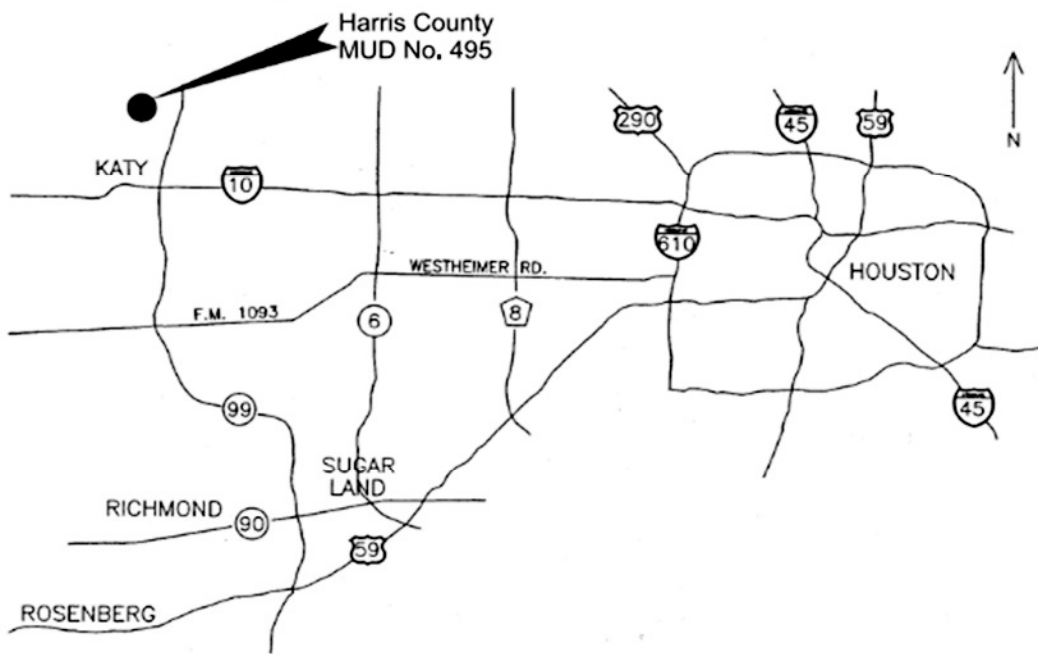 Harris County
MUD No. 495
N
290
45
59
KATY
10
610
WESTHEIMER RD.
HOUSTON
F.M. 1093
6
8
99
45
SUGAR
LAND
RICHMOND
90
59
ROSENBERG